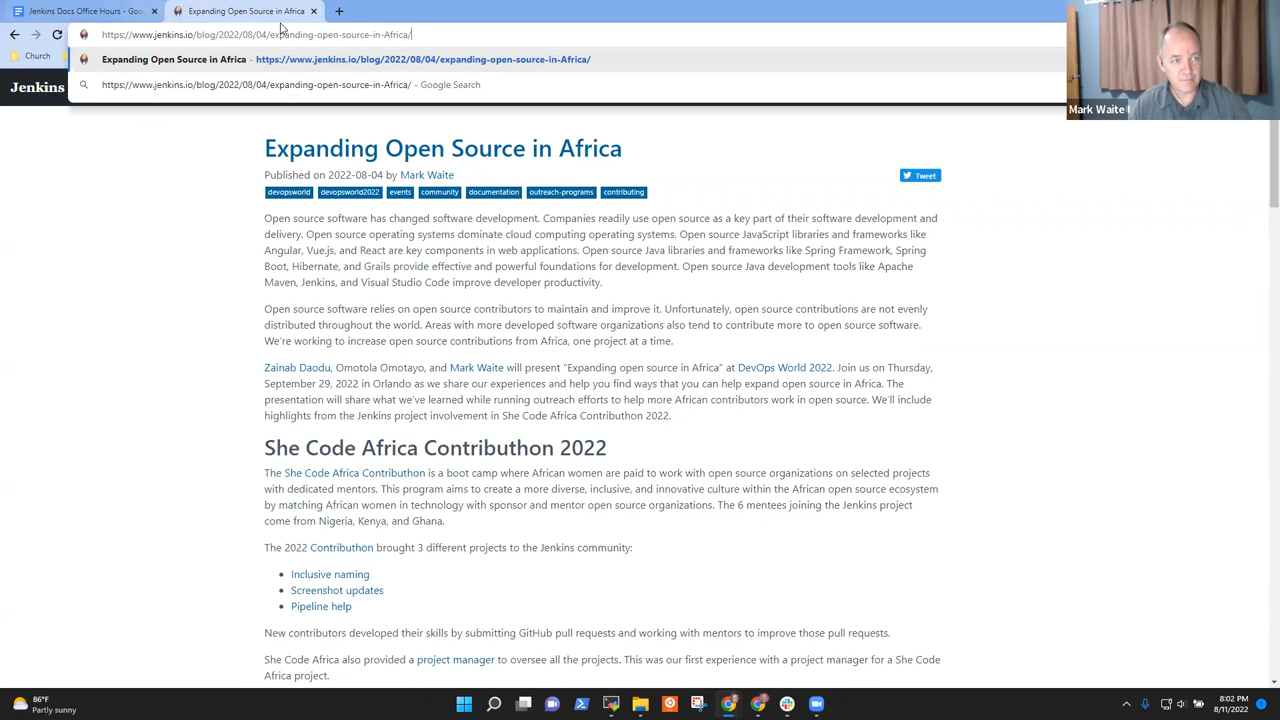 Jenkins Docs Office Hours - Goo
Expanding Open Source in Africa
https://www.jenkins.io/blog/2022/08/04/expanding-open-source-in-Africa/
Church
Expanding Open Source in Africa - https://www.jenkins.io/blog/2022/08/04/expanding-open-source-in-Africa/
https://www.jenkins.io/blog/2022/08/04/expanding-open-source-in-Africa/ - Google Search
Jenkins
Mark Waite
Expanding Open Source in Africa
Published on 2022-08-04 by Mark Waite
Tweet
devopsworld devopsworld2022 events community documentation outreach-programs contributing
Open source software has changed software development. Companies readily use open source as a key part of their software development and
delivery. Open source operating systems dominate cloud computing operating systems. Open source JavaScript libraries and frameworks like
Angular, Vue.js, and React are key components in web applications. Open source Java libraries and frameworks like Spring Framework, Spring
Boot, Hibernate, and Grails provide effective and powerful foundations for development. Open source Java development tools like Apache
Maven, Jenkins, and Visual Studio Code improve developer productivity.
Open source software relies on open source contributors to maintain and improve it. Unfortunately, open source contributions are not evenly
distributed throughout the world. Areas with more developed software organizations also tend to contribute more to open source software.
We're working to increase open source contributions from Africa, one project at a time.
Zainab Daodu, Omotola Omotayo, and Mark Waite will present "Expanding open source in Africa" at DevOps World 2022. Join us on Thursday,
September 29, 2022 in Orlando as we share our experiences and help you find ways that you can help expand open source in Africa. The
presentation will share what we've learned while running outreach efforts to help more African contributors work in open source. We'll include
highlights from the Jenkins project involvement in She Code Africa Contributhon 2022.
She Code Africa Contributhon 2022
The She Code Africa Contributhon is a boot camp where African women are paid to work with open source organizations on selected projects
with dedicated mentors. This program aims to create a more diverse, inclusive, and innovative culture within the African open source ecosystem
by matching African women in technology with sponsor and mentor open source organizations. The 6 mentees joining the Jenkins project
come from Nigeria, Kenya, and Ghana.
The 2022 Contributhon brought 3 different projects to the Jenkins community:
Inclusive naming
Screenshot updates
Pipeline help
New contributors developed their skills by submitting GitHub pull requests and working with mentors to improve those pull requests.
She Code Africa also provided a project manager to oversee all the projects. This was our first experience with a project manager for a She Code
Africa project.
86°F
Partly sunny
8:02 PM
8/11/2022